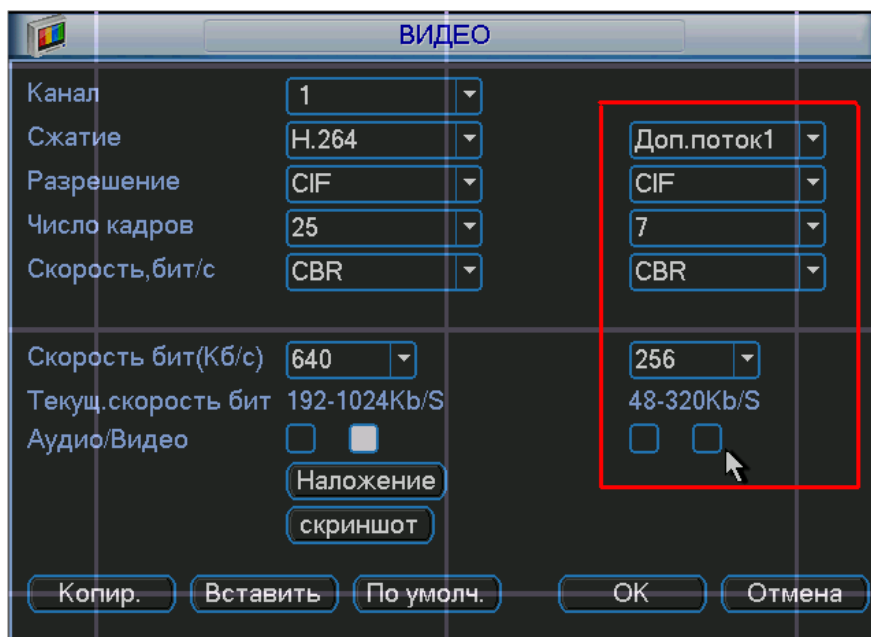 ВИДЕО
Канал 1
Сжатие H.264 Доп.поток1
Разрешение CIF CIF
Число кадров 25 7
Скорость,бит/с CBR CBR
Скорость бит(Кб/с) 640 256
Текущ.скорость бит 192-1024Kb/S 48-320Kb/S
Аудио/Видео
Наложение
скриншот
Копир. Вставить По умолч. OK Отмена